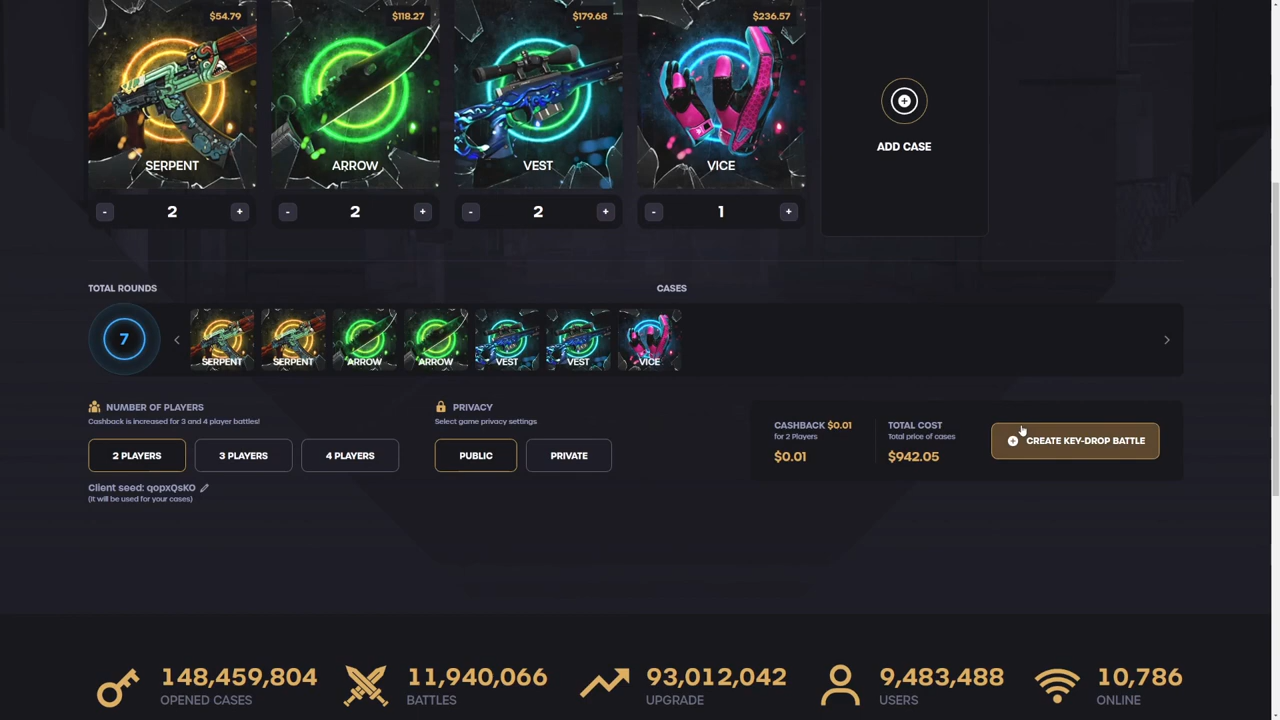 $54.79 $118.27 $179.68 $236.57
SERPENT ARROW VEST VICE ADD CASE
- 2 + - 2 + - 2 + - 1 +
TOTAL ROUNDS CASES
7
SERPENT SERPENT ARROW ARROW VEST VEST VICE
NUMBER OF PLAYERS
Cashback is increased for 3 and 4 player battles!
2 PLAYERS 3 PLAYERS 4 PLAYERS
Client seed: qopxQsKO
(It will be used for your cases)
PRIVACY
Select game privacy settings
PUBLIC PRIVATE
CASHBACK $0.01
for 2 Players
$0.01
TOTAL COST
Total price of cases
$942.05
CREATE KEY-DROP BATTLE
148,459,804
OPENED CASES
11,940,066
BATTLES
93,012,042
UPGRADE
9,483,488
USERS
10,786
ONLINE